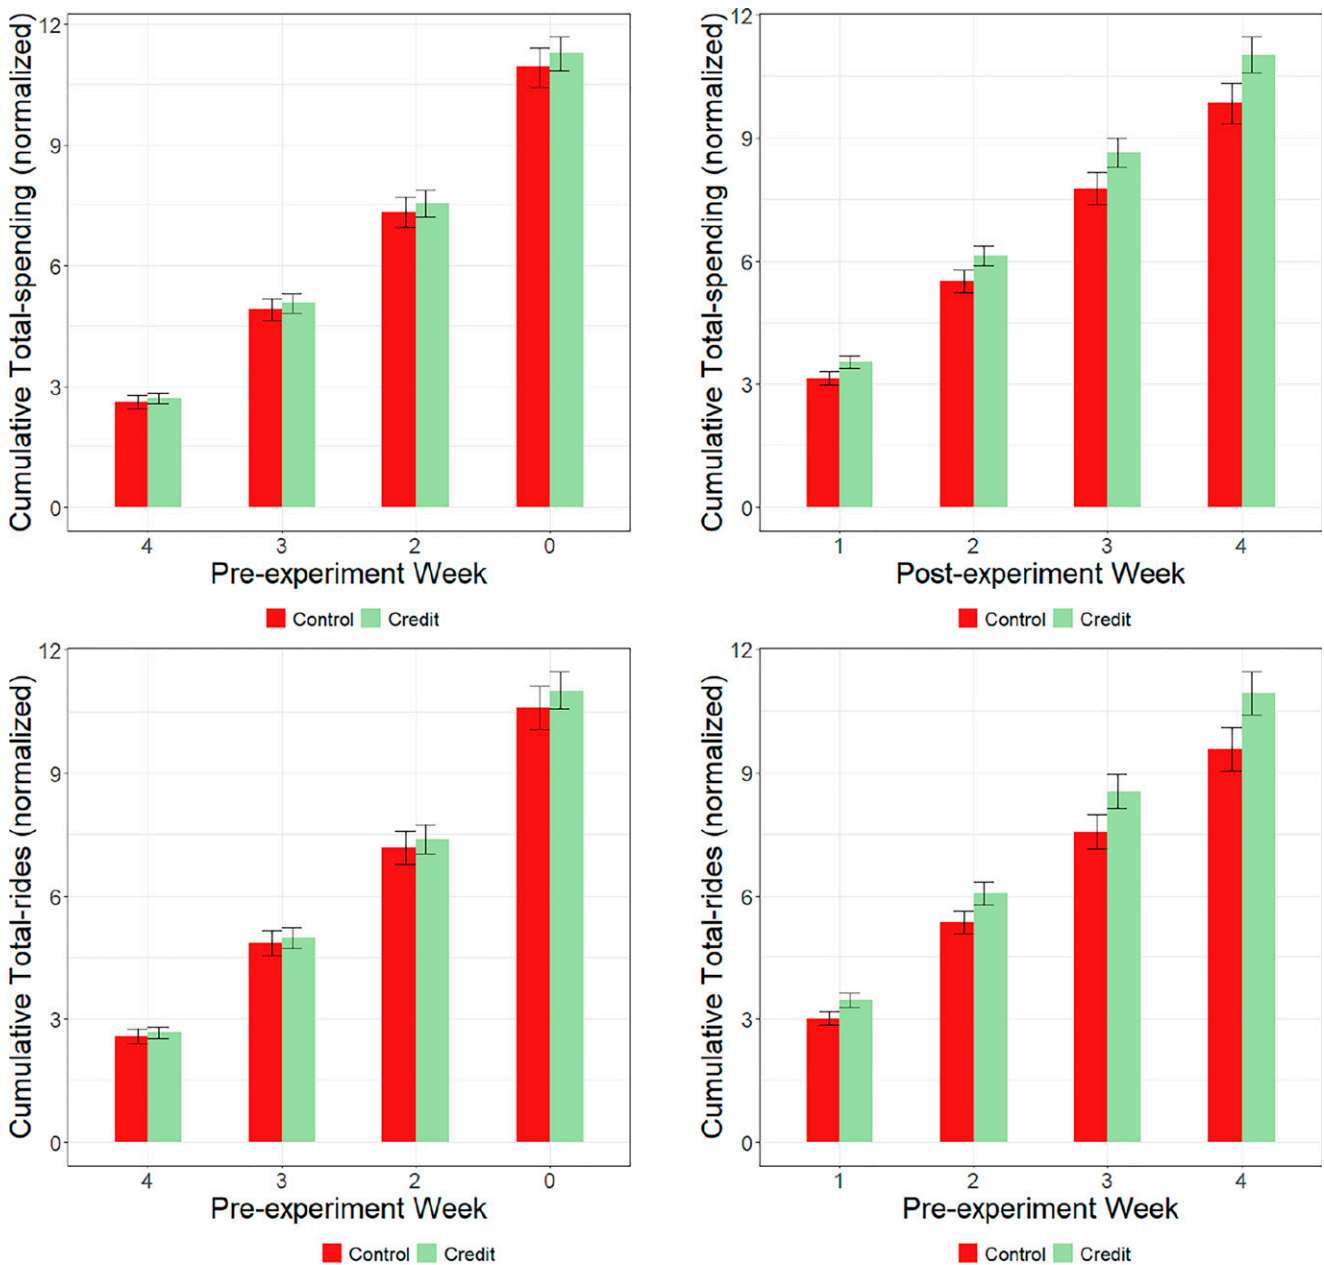 Cumulative Total-spending (normalized)
12
9
6
3
0
4 3 2 0
Pre-experiment Week
Control Credit
Cumulative Total-spending (normalized)
12
9
6
3
0
1 2 3 4
Post-experiment Week
Control Credit
Cumulative Total-rides (normalized)
12
9
6
3
0
4 3 2 0
Pre-experiment Week
Control Credit
Cumulative Total-rides (normalized)
12
9
6
3
0
1 2 3 4
Pre-experiment Week
Control Credit